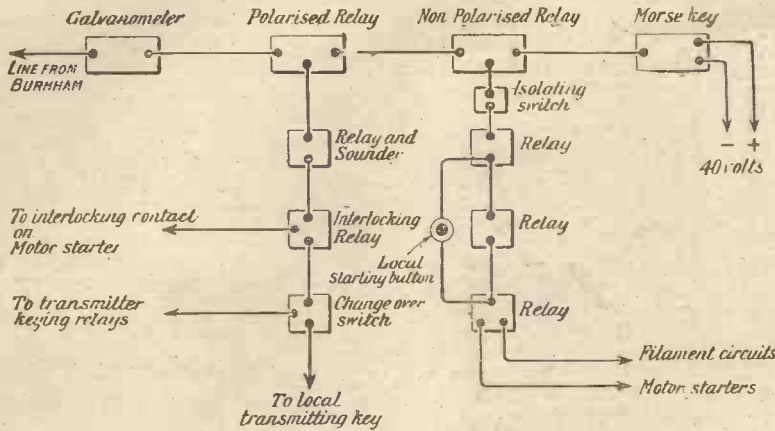 Galvanometer
Polarised Relay
Non Polarised Relay
Morse key
LINE FROM
BURNHAM
Isolating
switch
Relay and
Sounder
Relay
− +
40 volts
To interlocking contact
on
Motor starter
Interlocking
Relay
Relay
Local
starting button
To transmitter
keying relays
Change over
switch
Relay
Filament circuits
Motor starters
To local
transmitting key